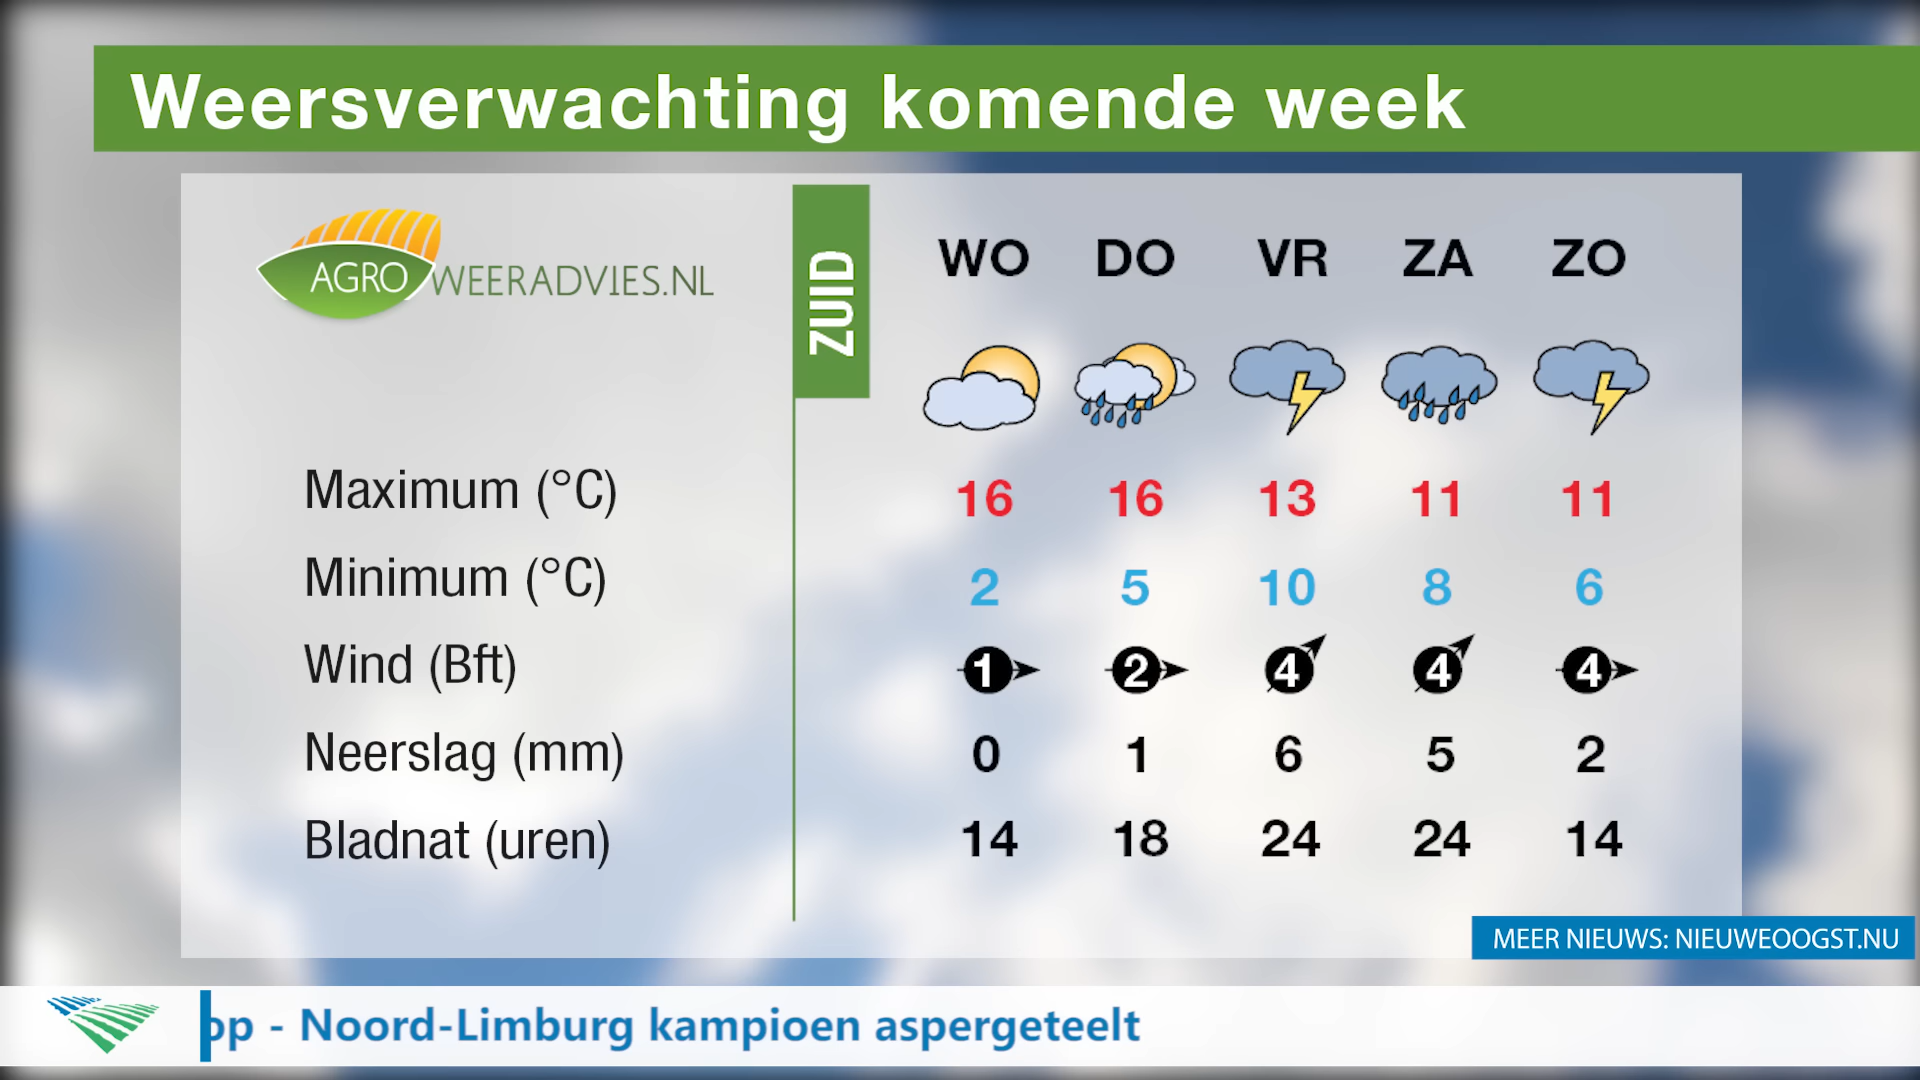 Weersverwachting komende week
AGRO WEERADVIES.NL
ZUID
WO DO VR ZA ZO
Maximum (°C) 16 16 13 11 11
Minimum (°C) 2 5 10 8 6
Wind (Bft) 1 2 4 4 4
Neerslag (mm) 0 1 6 5 2
Bladnat (uren) 14 18 24 24 14
MEER NIEUWS: NIEUWEOOGST.NU
op - Noord-Limburg kampioen aspergeteelt